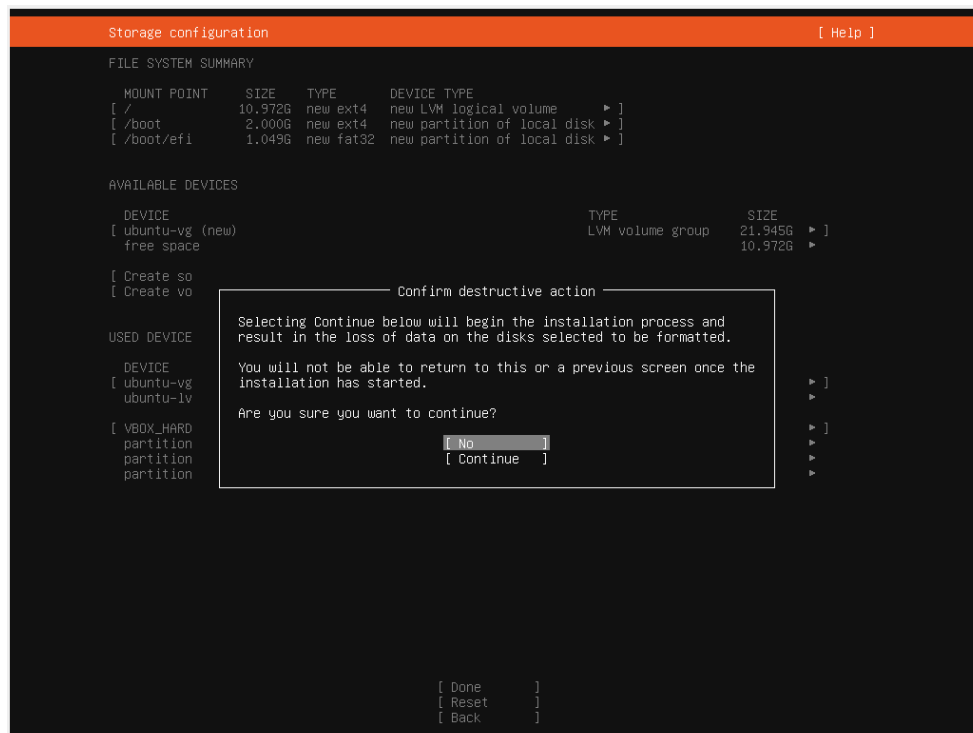 Storage configuration [ Help ]
FILE SYSTEM SUMMARY
MOUNT POINT SIZE TYPE DEVICE TYPE
[ / 10.972G new ext4 new LVM logical volume ▸ ]
[ /boot 2.000G new ext4 new partition of local disk ▸ ]
[ /boot/efi 1.049G new fat32 new partition of local disk ▸ ]
AVAILABLE DEVICES
DEVICE TYPE SIZE
[ ubuntu-vg (new) LVM volume group 21.945G ▸ ]
free space 10.972G ▸
[ Create so
[ Create vo
Confirm destructive action
Selecting Continue below will begin the installation process and
result in the loss of data on the disks selected to be formatted.
You will not be able to return to this or a previous screen once the
installation has started.
Are you sure you want to continue?
[ No ]
[ Continue ]
USED DEVICE
DEVICE
[ ubuntu-vg ▸ ]
ubuntu-lv ▸
[ VBOX_HARD ▸ ]
partition ▸
partition ▸
partition ▸
[ Done ]
[ Reset ]
[ Back ]